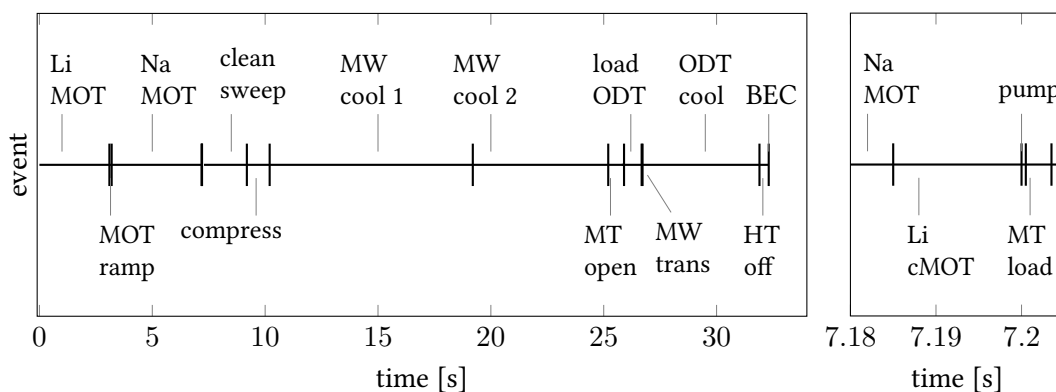 Li
MOT
Na
MOT
clean
sweep
MW
cool 1
MW
cool 2
load
ODT
ODT
cool
BEC
MOT
ramp
compress
MT
open
MW
trans
HT
off
event
0
5
10
15
20
25
30
time [s]
Na
MOT
pump
Li
cMOT
MT
load
7.18
7.19
7.2
time [s]